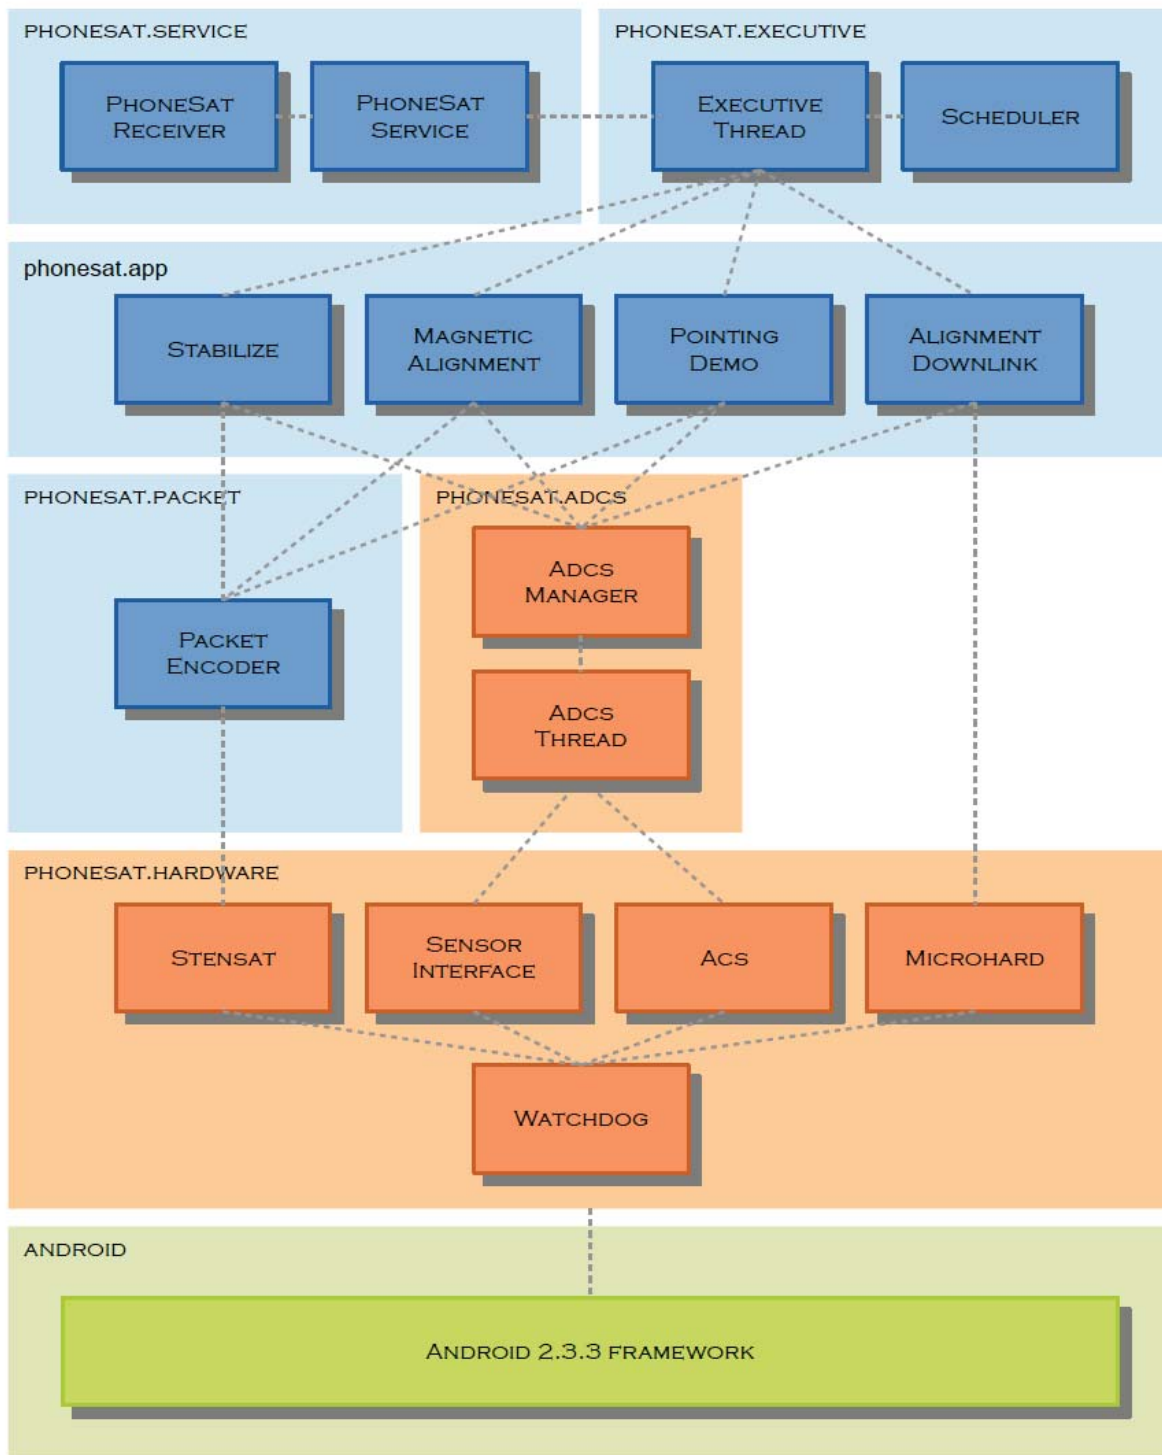 PHONESAT.SERVICE
PHONESAT.EXECUTIVE
PHONESAT
RECEIVER
PHONESAT
SERVICE
EXECUTIVE
THREAD
SCHEDULER
phonesat.app
STABILIZE
MAGNETIC
ALIGNMENT
POINTING
DEMO
ALIGNMENT
DOWNLINK
PHONESAT.PACKET
PHONESAT.ADCS
ADCS
MANAGER
PACKET
ENCODER
ADCS
THREAD
PHONESAT.HARDWARE
STENSAT
SENSOR
INTERFACE
ACS
MICROHARD
WATCHDOG
ANDROID
ANDROID 2.3.3 FRAMEWORK